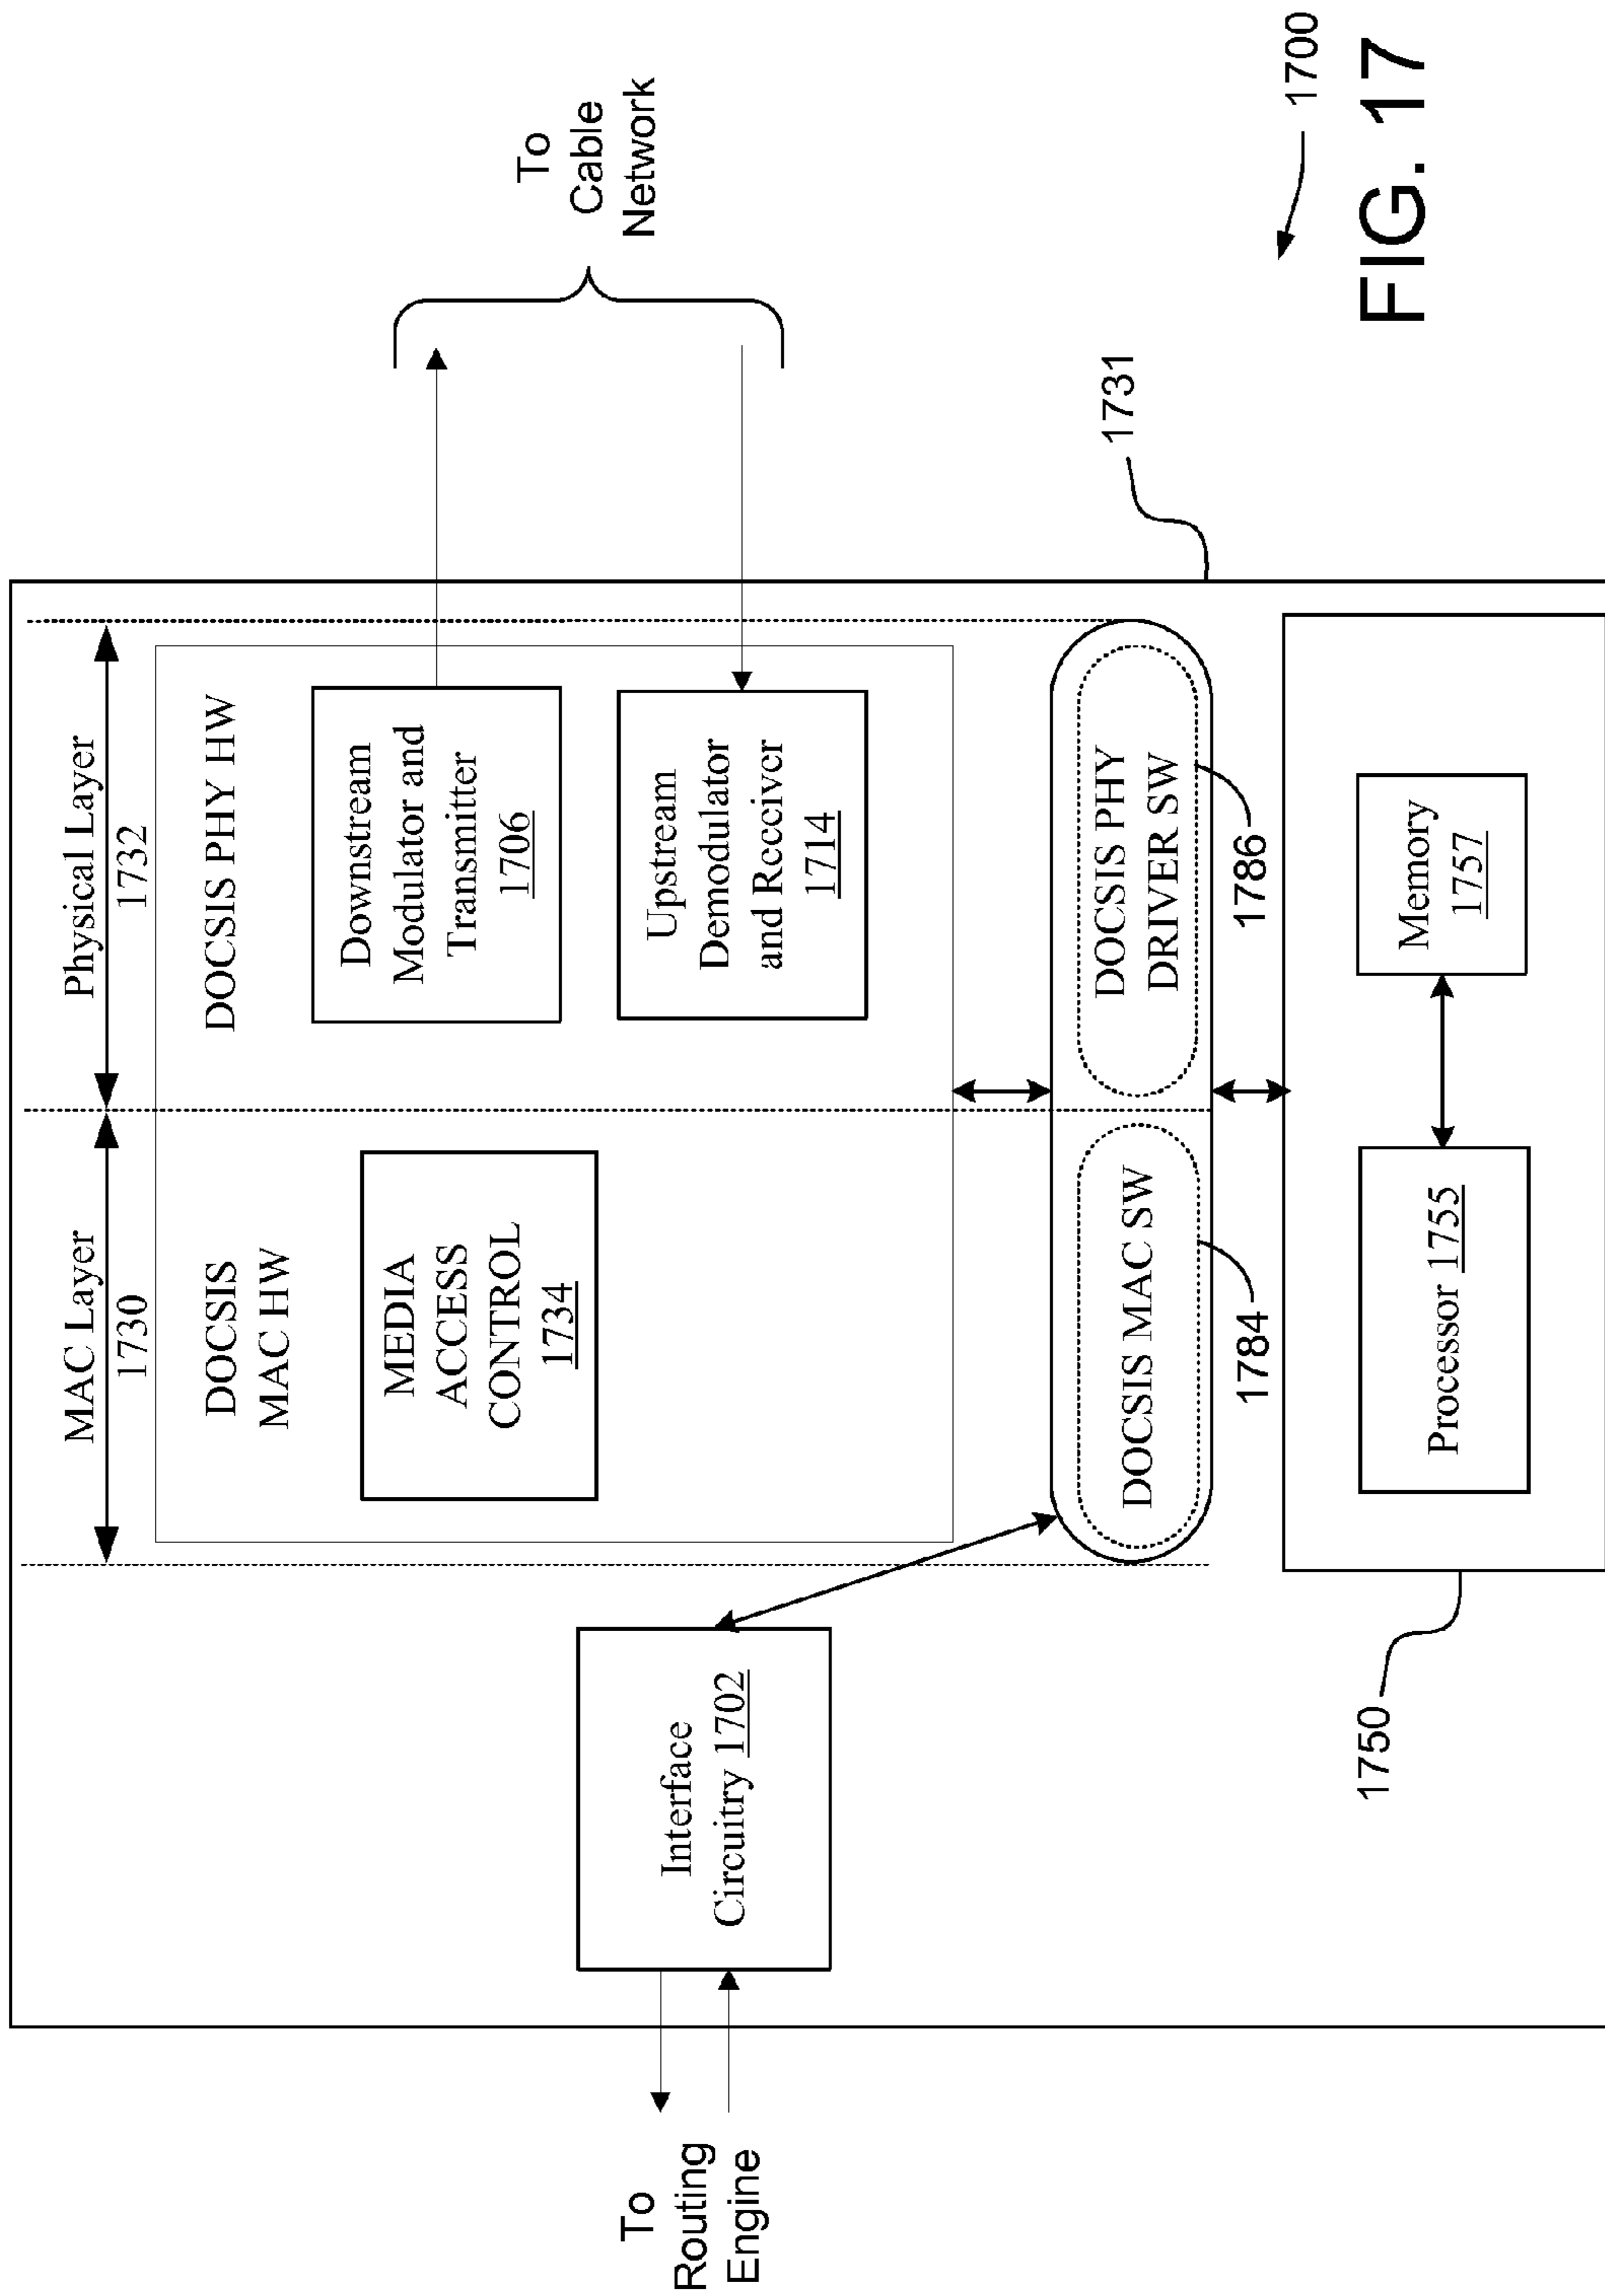 MAC Layer
1730
Physical Layer
1732
DOCSIS
MAC HW
DOCSIS PHY HW
MEDIA
ACCESS
CONTROL
1734
Downstream
Modulator and
Transmitter
1706
Upstream
Demodulator
and Receiver
1714
To
Cable
Network
Interface
Circuitry 1702
To
Routing
Engine
DOCSIS MAC SW
1784
DOCSIS PHY
DRIVER SW
1786
1731
Processor 1755
Memory
1757
1750
1700
FIG. 17